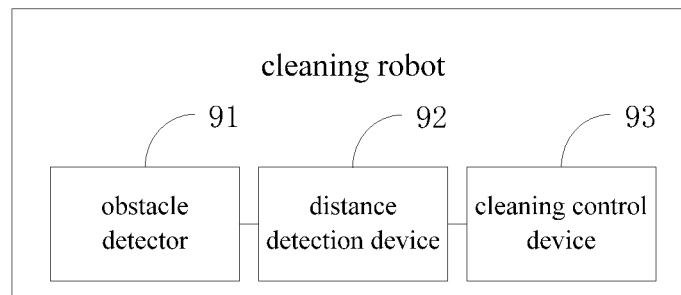 cleaning robot
91
92
93
obstacle
detector
distance
detection device
cleaning control
device